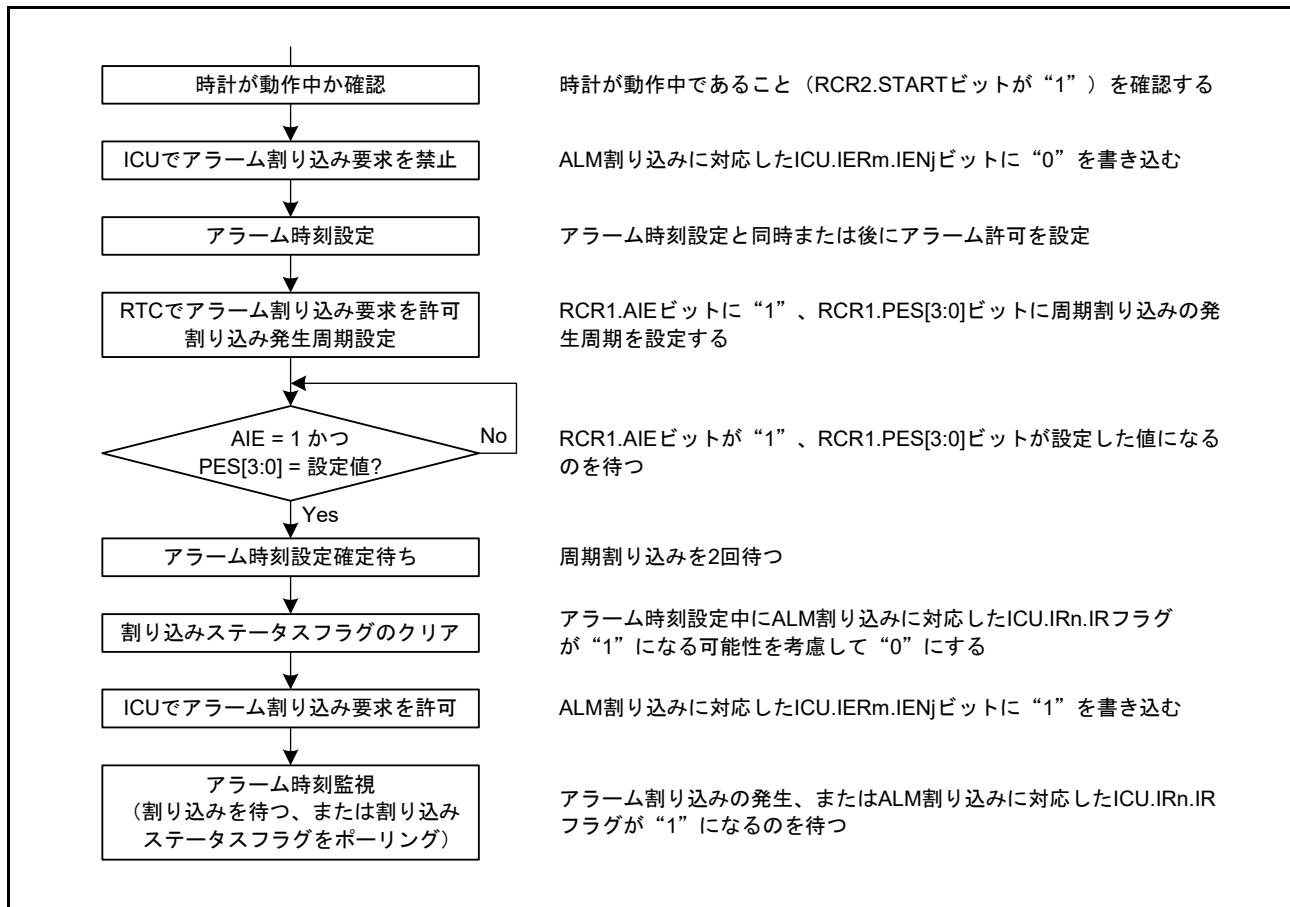 時計が動作中か確認
時計が動作中であること（RCR2.STARTビットが“1”）を確認する
ICUでアラーム割り込み要求を禁止
ALM割り込みに対応したICU.IERm.IENjビットに“0”を書き込む
アラーム時刻設定
アラーム時刻設定と同時または後にアラーム許可を設定
RTCでアラーム割り込み要求を許可
割り込み発生周期設定
RCR1.AIEビットに“1”、RCR1.PES[3:0]ビットに周期割り込みの発
生周期を設定する
AIE = 1 かつ
PES[3:0] = 設定値?
No
RCR1.AIEビットが“1”、RCR1.PES[3:0]ビットが設定した値になる
のを待つ
Yes
アラーム時刻設定確定待ち
周期割り込みを2回待つ
割り込みステータスフラグのクリア
アラーム時刻設定中にALM割り込みに対応したICU.IRn.IRフラグ
が“1”になる可能性を考慮して“0”にする
ICUでアラーム割り込み要求を許可
ALM割り込みに対応したICU.IERm.IENjビットに“1”を書き込む
アラーム時刻監視
（割り込みを待つ、または割り込み
ステータスフラグをポーリング）
アラーム割り込みの発生、またはALM割り込みに対応したICU.IRn.IR
フラグが“1”になるのを待つ